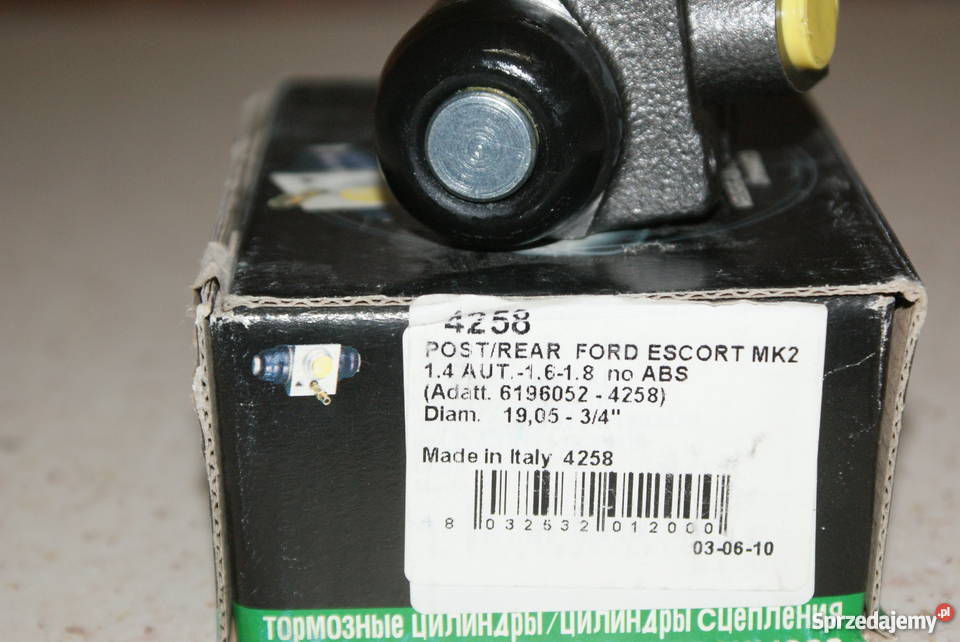 4258
POST/REAR FORD ESCORT MK2
1.4 AUT.-1.6-1.8 no ABS
(Adatt. 6196052 - 4258)
Diam. 19,05 - 3/4"
Made in Italy 4258
8 032532 012000
03-06-10
ТОРМОЗНЫЕ ЦИЛИНДРЫ/ЦИЛИНДРЫ СЦЕПЛЕНИЯ
Sprzedajemy.pl